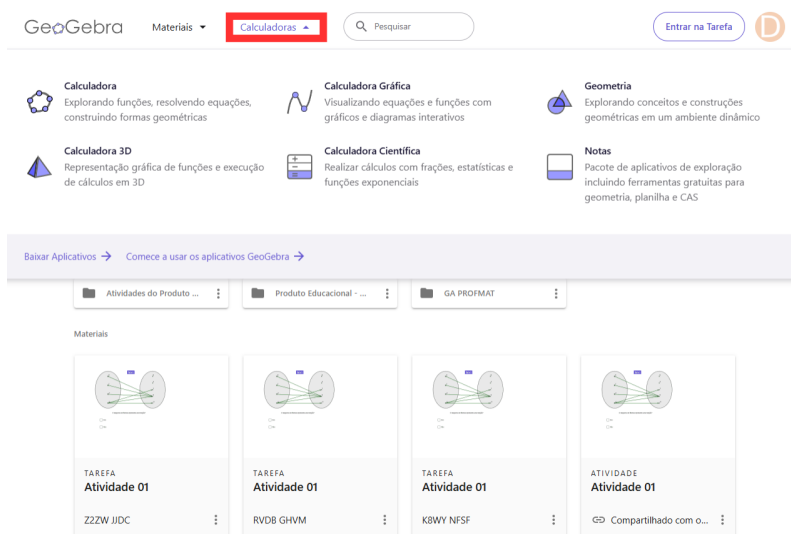 GeoGebra
Materiais
Calculadoras
Pesquisar
Entrar na Tarefa
D
Calculadora
Explorando funções, resolvendo equações,
construindo formas geométricas
Calculadora Gráfica
Visualizando equações e funções com
gráficos e diagramas interativos
Geometria
Explorando conceitos e construções
geométricas em um ambiente dinâmico
Calculadora 3D
Representação gráfica de funções e execução
de cálculos em 3D
Calculadora Científica
Realizar cálculos com frações, estatísticas e
funções exponenciais
Notas
Pacote de aplicativos de exploração
incluindo ferramentas gratuitas para
geometria, planilha e CAS
Baixar Aplicativos
Comece a usar os aplicativos GeoGebra
Atividades do Produto ...
Produto Educacional - ...
GA PROFMAT
Materiais
TAREFA
Atividade 01
Z2ZW JJDC
TAREFA
Atividade 01
RVDB GHVM
TAREFA
Atividade 01
K8WY NFSF
ATIVIDADE
Atividade 01
Compartilhado com o...